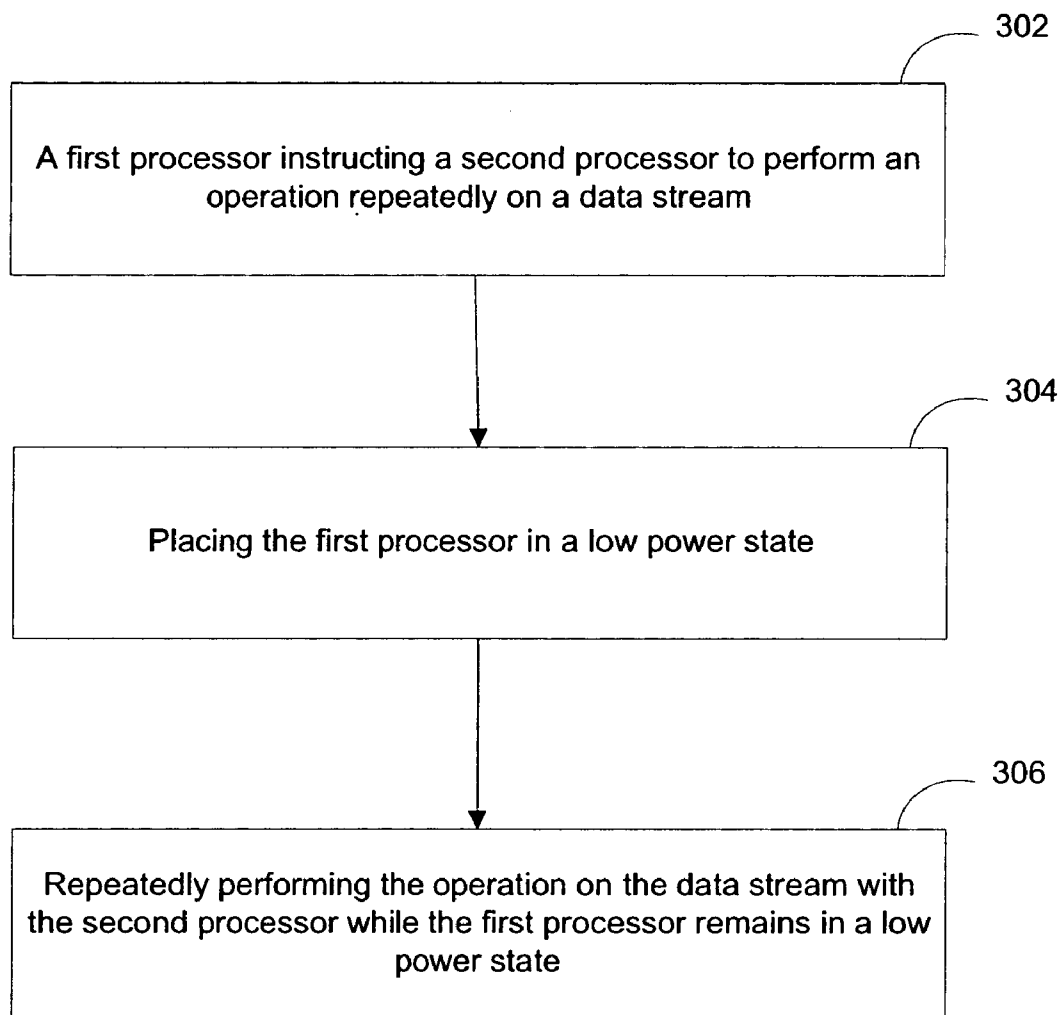 302
A first processor instructing a second processor to perform an
operation repeatedly on a data stream
304
Placing the first processor in a low power state
306
Repeatedly performing the operation on the data stream with
the second processor while the first processor remains in a low
power state